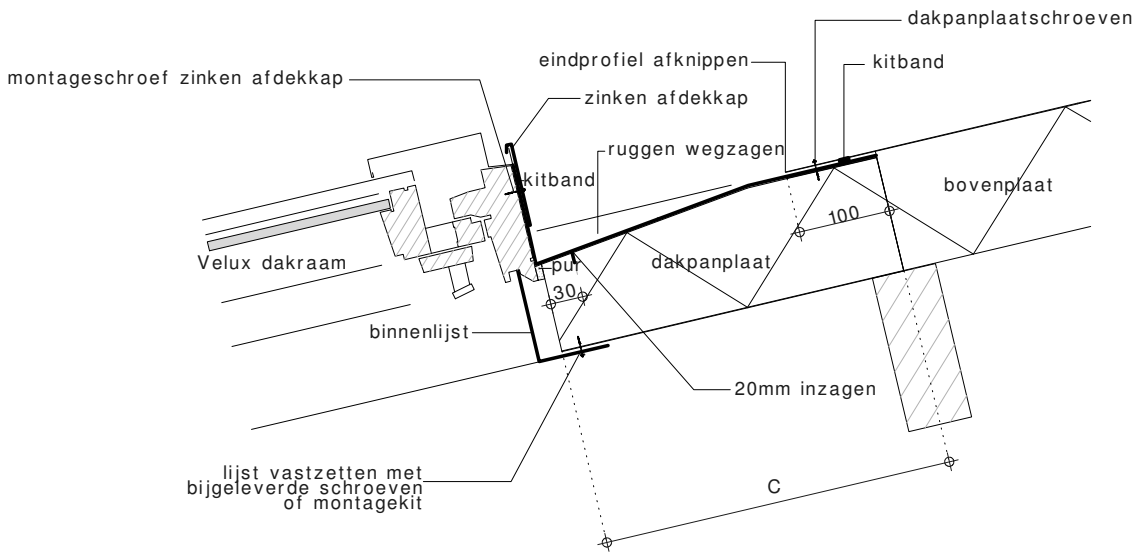 dakpanplaatschroeven
eindprofiel afknippen
kitband
montageschroef zinken afdekkap
zinken afdekkap
ruggen wegzagen
kitband
bovenplaat
100
Velux dakraam
pur
dakpanplaat
30
binnenlijst
20mm inzagen
lijst vastzetten met
bijgeleverde schroeven
of montagekit
C